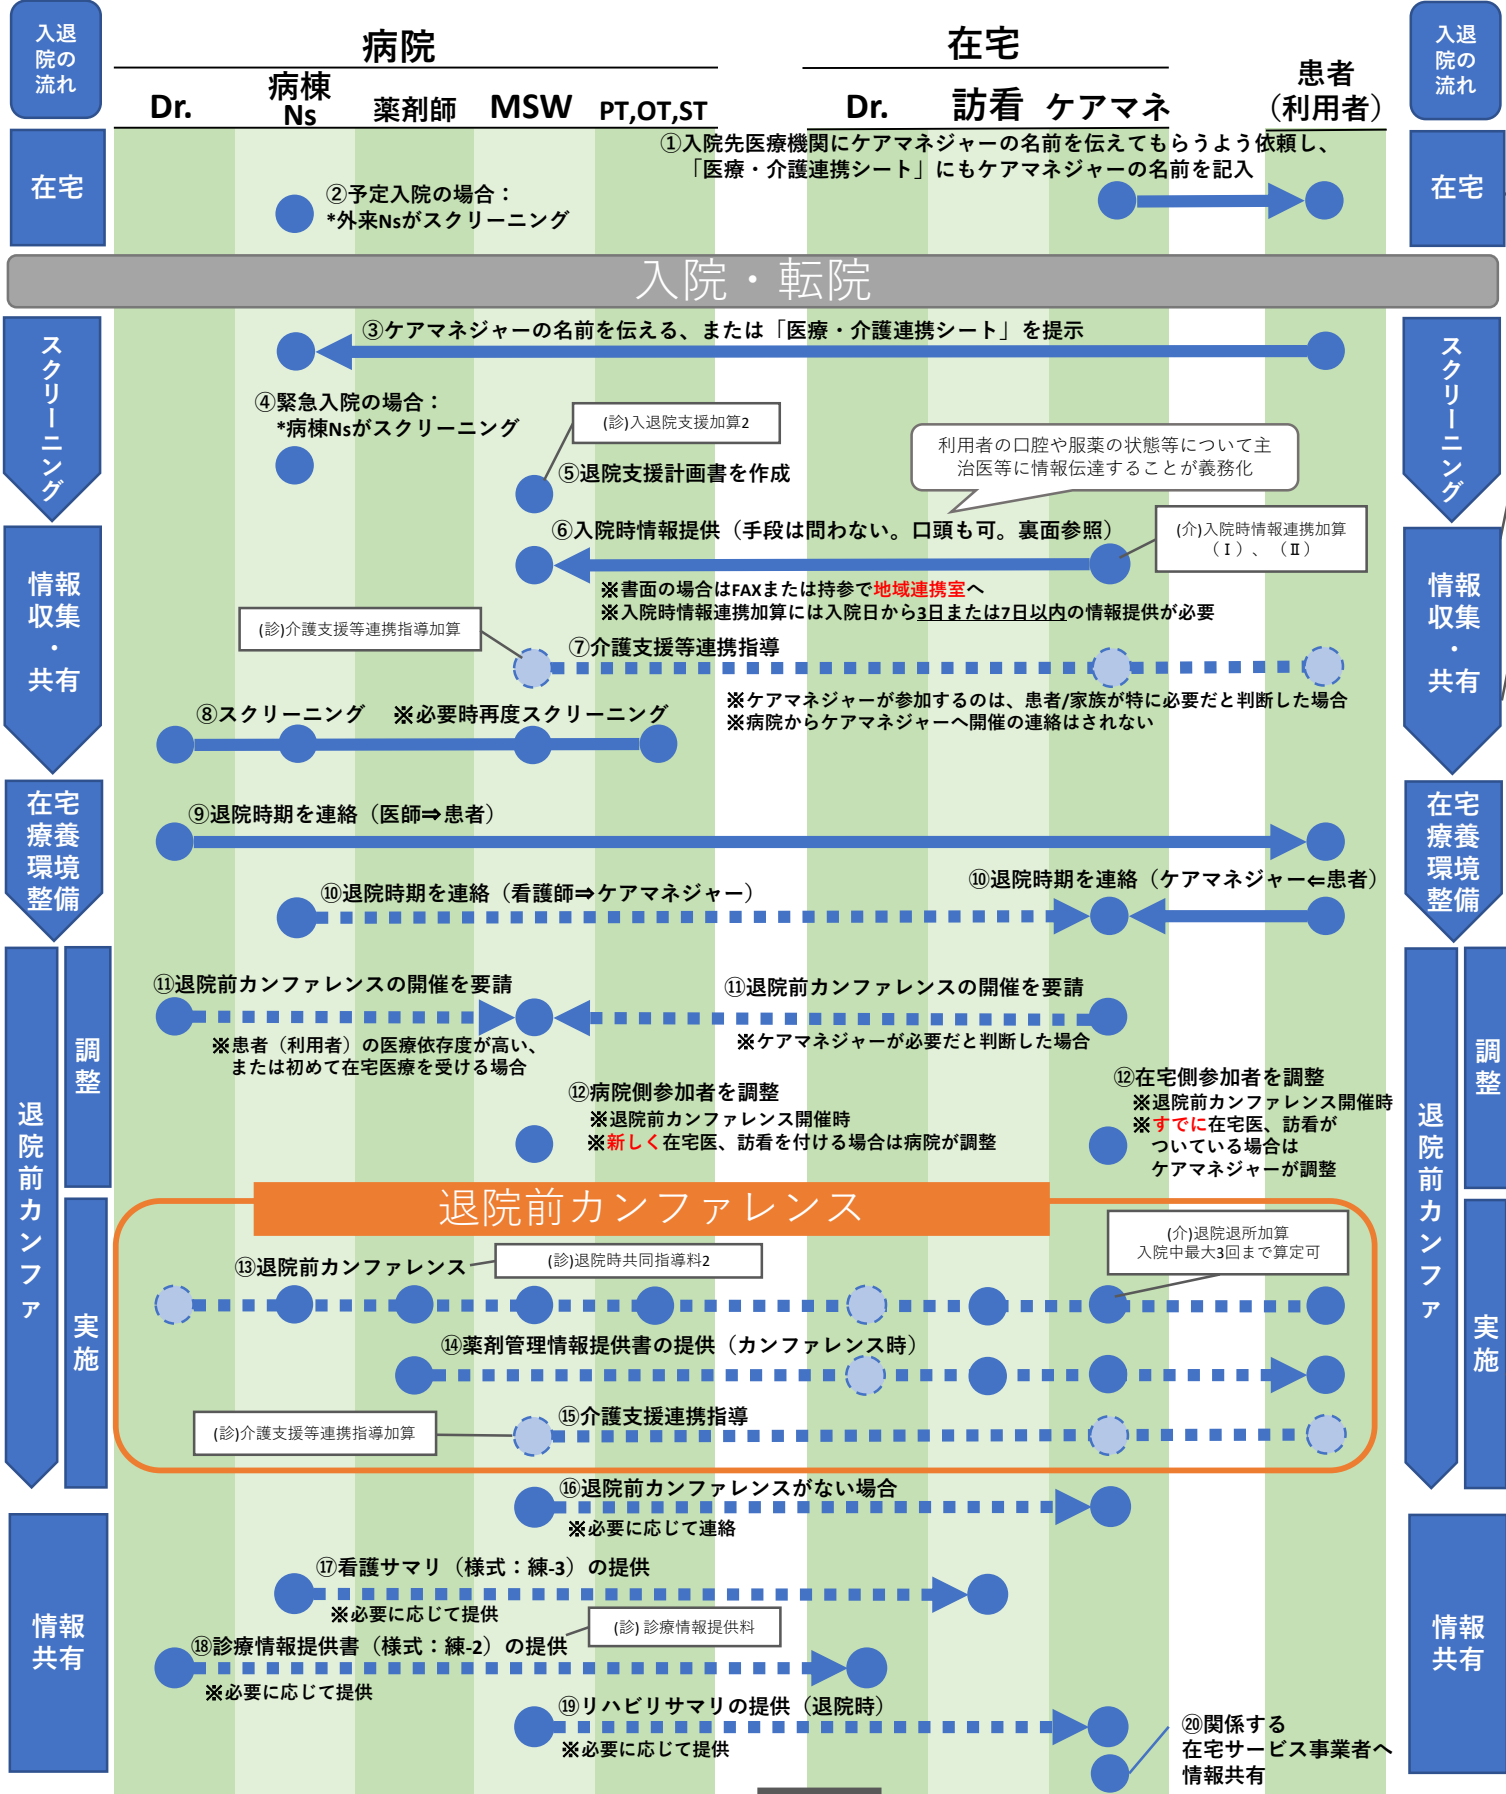 入退
院の
流れ
病院
在宅
患者
（利用者）
入退
院の
流れ
Dr.
病棟
Ns
薬剤師
MSW
PT,OT,ST
Dr.
訪看
ケアマネ
在宅
①入院先医療機関にケアマネジャーの名前を伝えてもらうよう依頼し、
「医療・介護連携シート」にもケアマネジャーの名前を記入
②予定入院の場合：
*外来Nsがスクリーニング
在宅
入院・転院
スクリーニング
③ケアマネジャーの名前を伝える、または「医療・介護連携シート」を提示
スクリーニング
④緊急入院の場合：
*病棟Nsがスクリーニング
(診)入退院支援加算2
⑤退院支援計画書を作成
利用者の口腔や服薬の状態等について主
治医等に情報伝達することが義務化
情報
収集
・
共有
⑥入院時情報提供（手段は問わない。口頭も可。裏面参照）
(介)入院時情報連携加算
（Ⅰ）、（Ⅱ）
※書面の場合はFAXまたは持参で地域連携室へ
※入院時情報連携加算には入院日から3日または7日以内の情報提供が必要
情報
収集
・
共有
(診)介護支援等連携指導加算
⑦介護支援等連携指導
※ケアマネジャーが参加するのは、患者/家族が特に必要だと判断した場合
※病院からケアマネジャーへ開催の連絡はされない
⑧スクリーニング ※必要時再度スクリーニング
在宅
療養
環境
整備
⑨退院時期を連絡（医師⇒患者）
在宅
療養
環境
整備
⑩退院時期を連絡（看護師⇒ケアマネジャー）
⑩退院時期を連絡（ケアマネジャー⇐患者）
退院前カンファ
調整
⑪退院前カンファレンスの開催を要請
※患者（利用者）の医療依存度が高い、
または初めて在宅医療を受ける場合
⑪退院前カンファレンスの開催を要請
※ケアマネジャーが必要だと判断した場合
⑫病院側参加者を調整
※退院前カンファレンス開催時
※新しく在宅医、訪看を付ける場合は病院が調整
⑫在宅側参加者を調整
※退院前カンファレンス開催時
※すでに在宅医、訪看が
ついている場合は
ケアマネジャーが調整
退院前カンファ
調整
実施
退院前カンファレンス
⑬退院前カンファレンス
(診)退院時共同指導料2
(介)退院退所加算
入院中最大3回まで算定可
⑭薬剤管理情報提供書の提供（カンファレンス時）
(診)介護支援等連携指導加算
⑮介護支援連携指導
実施
⑯退院前カンファレンスがない場合
※必要に応じて連絡
情報
共有
⑰看護サマリ（様式：練-3）の提供
※必要に応じて提供
(診) 診療情報提供料
⑱診療情報提供書（様式：練-2）の提供
※必要に応じて提供
⑲リハビリサマリの提供（退院時）
※必要に応じて提供
⑳関係する
在宅サービス事業者へ
情報共有
情報
共有